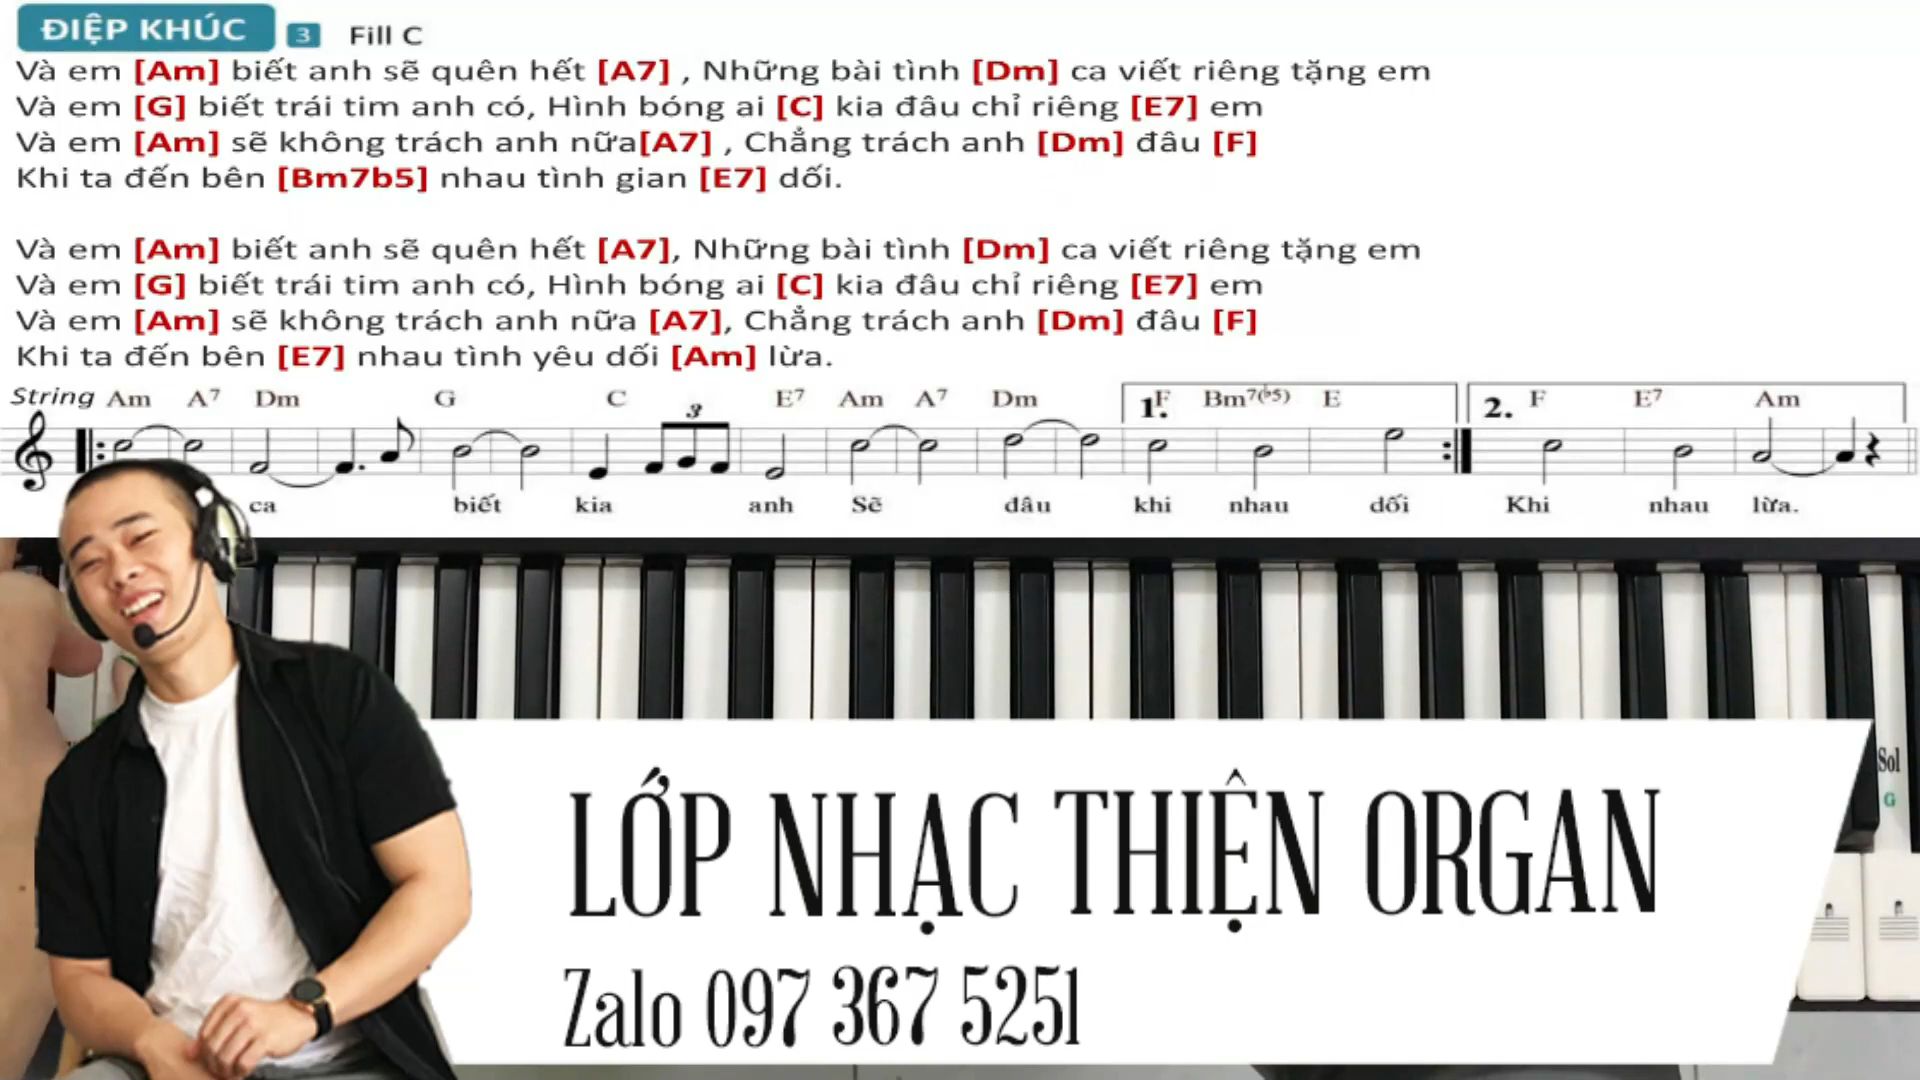 ĐIỆP KHÚC 3 Fill C
Và em [Am] biết anh sẽ quên hết [A7] , Những bài tình [Dm] ca viết riêng tặng em
Và em [G] biết trái tim anh có, Hình bóng ai [C] kia đâu chỉ riêng [E7] em
Và em [Am] sẽ không trách anh nữa[A7] , Chẳng trách anh [Dm] đâu [F]
Khi ta đến bên [Bm7b5] nhau tình gian [E7] dối.
Và em [Am] biết anh sẽ quên hết [A7], Những bài tình [Dm] ca viết riêng tặng em
Và em [G] biết trái tim anh có, Hình bóng ai [C] kia đâu chỉ riêng [E7] em
Và em [Am] sẽ không trách anh nữa [A7], Chẳng trách anh [Dm] đâu [F]
Khi ta đến bên [E7] nhau tình yêu dối [Am] lừa.
String Am A7 Dm G C E7 Am A7 Dm F Bm7(b5) E F E7 Am
3 1. 2.
ca biết kia anh Sẽ đâu khi nhau dối Khi nhau lừa.
Sol
G
LỚP NHẠC THIỆN ORGAN
Zalo 097 367 5251